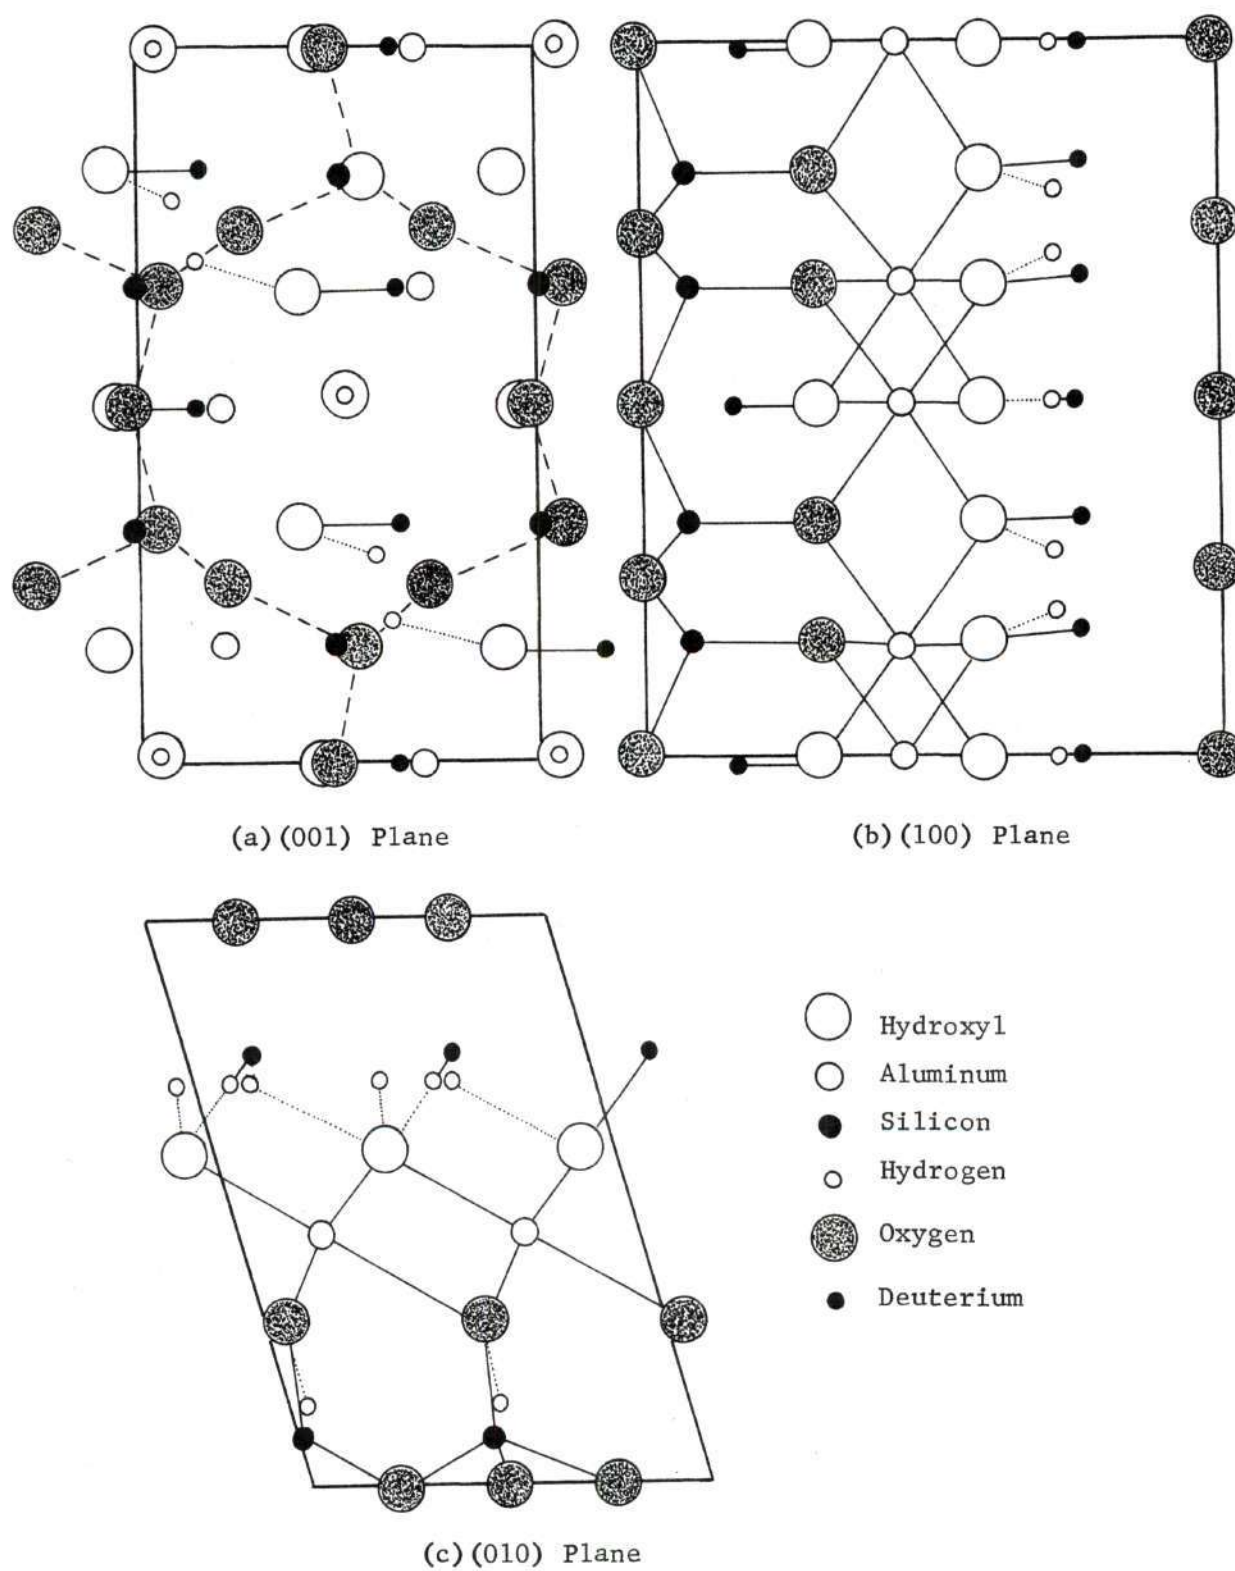 (a)(001) Plane
(b)(100) Plane
Hydroxyl
Aluminum
Silicon
Hydrogen
Oxygen
Deuterium
(c)(010) Plane